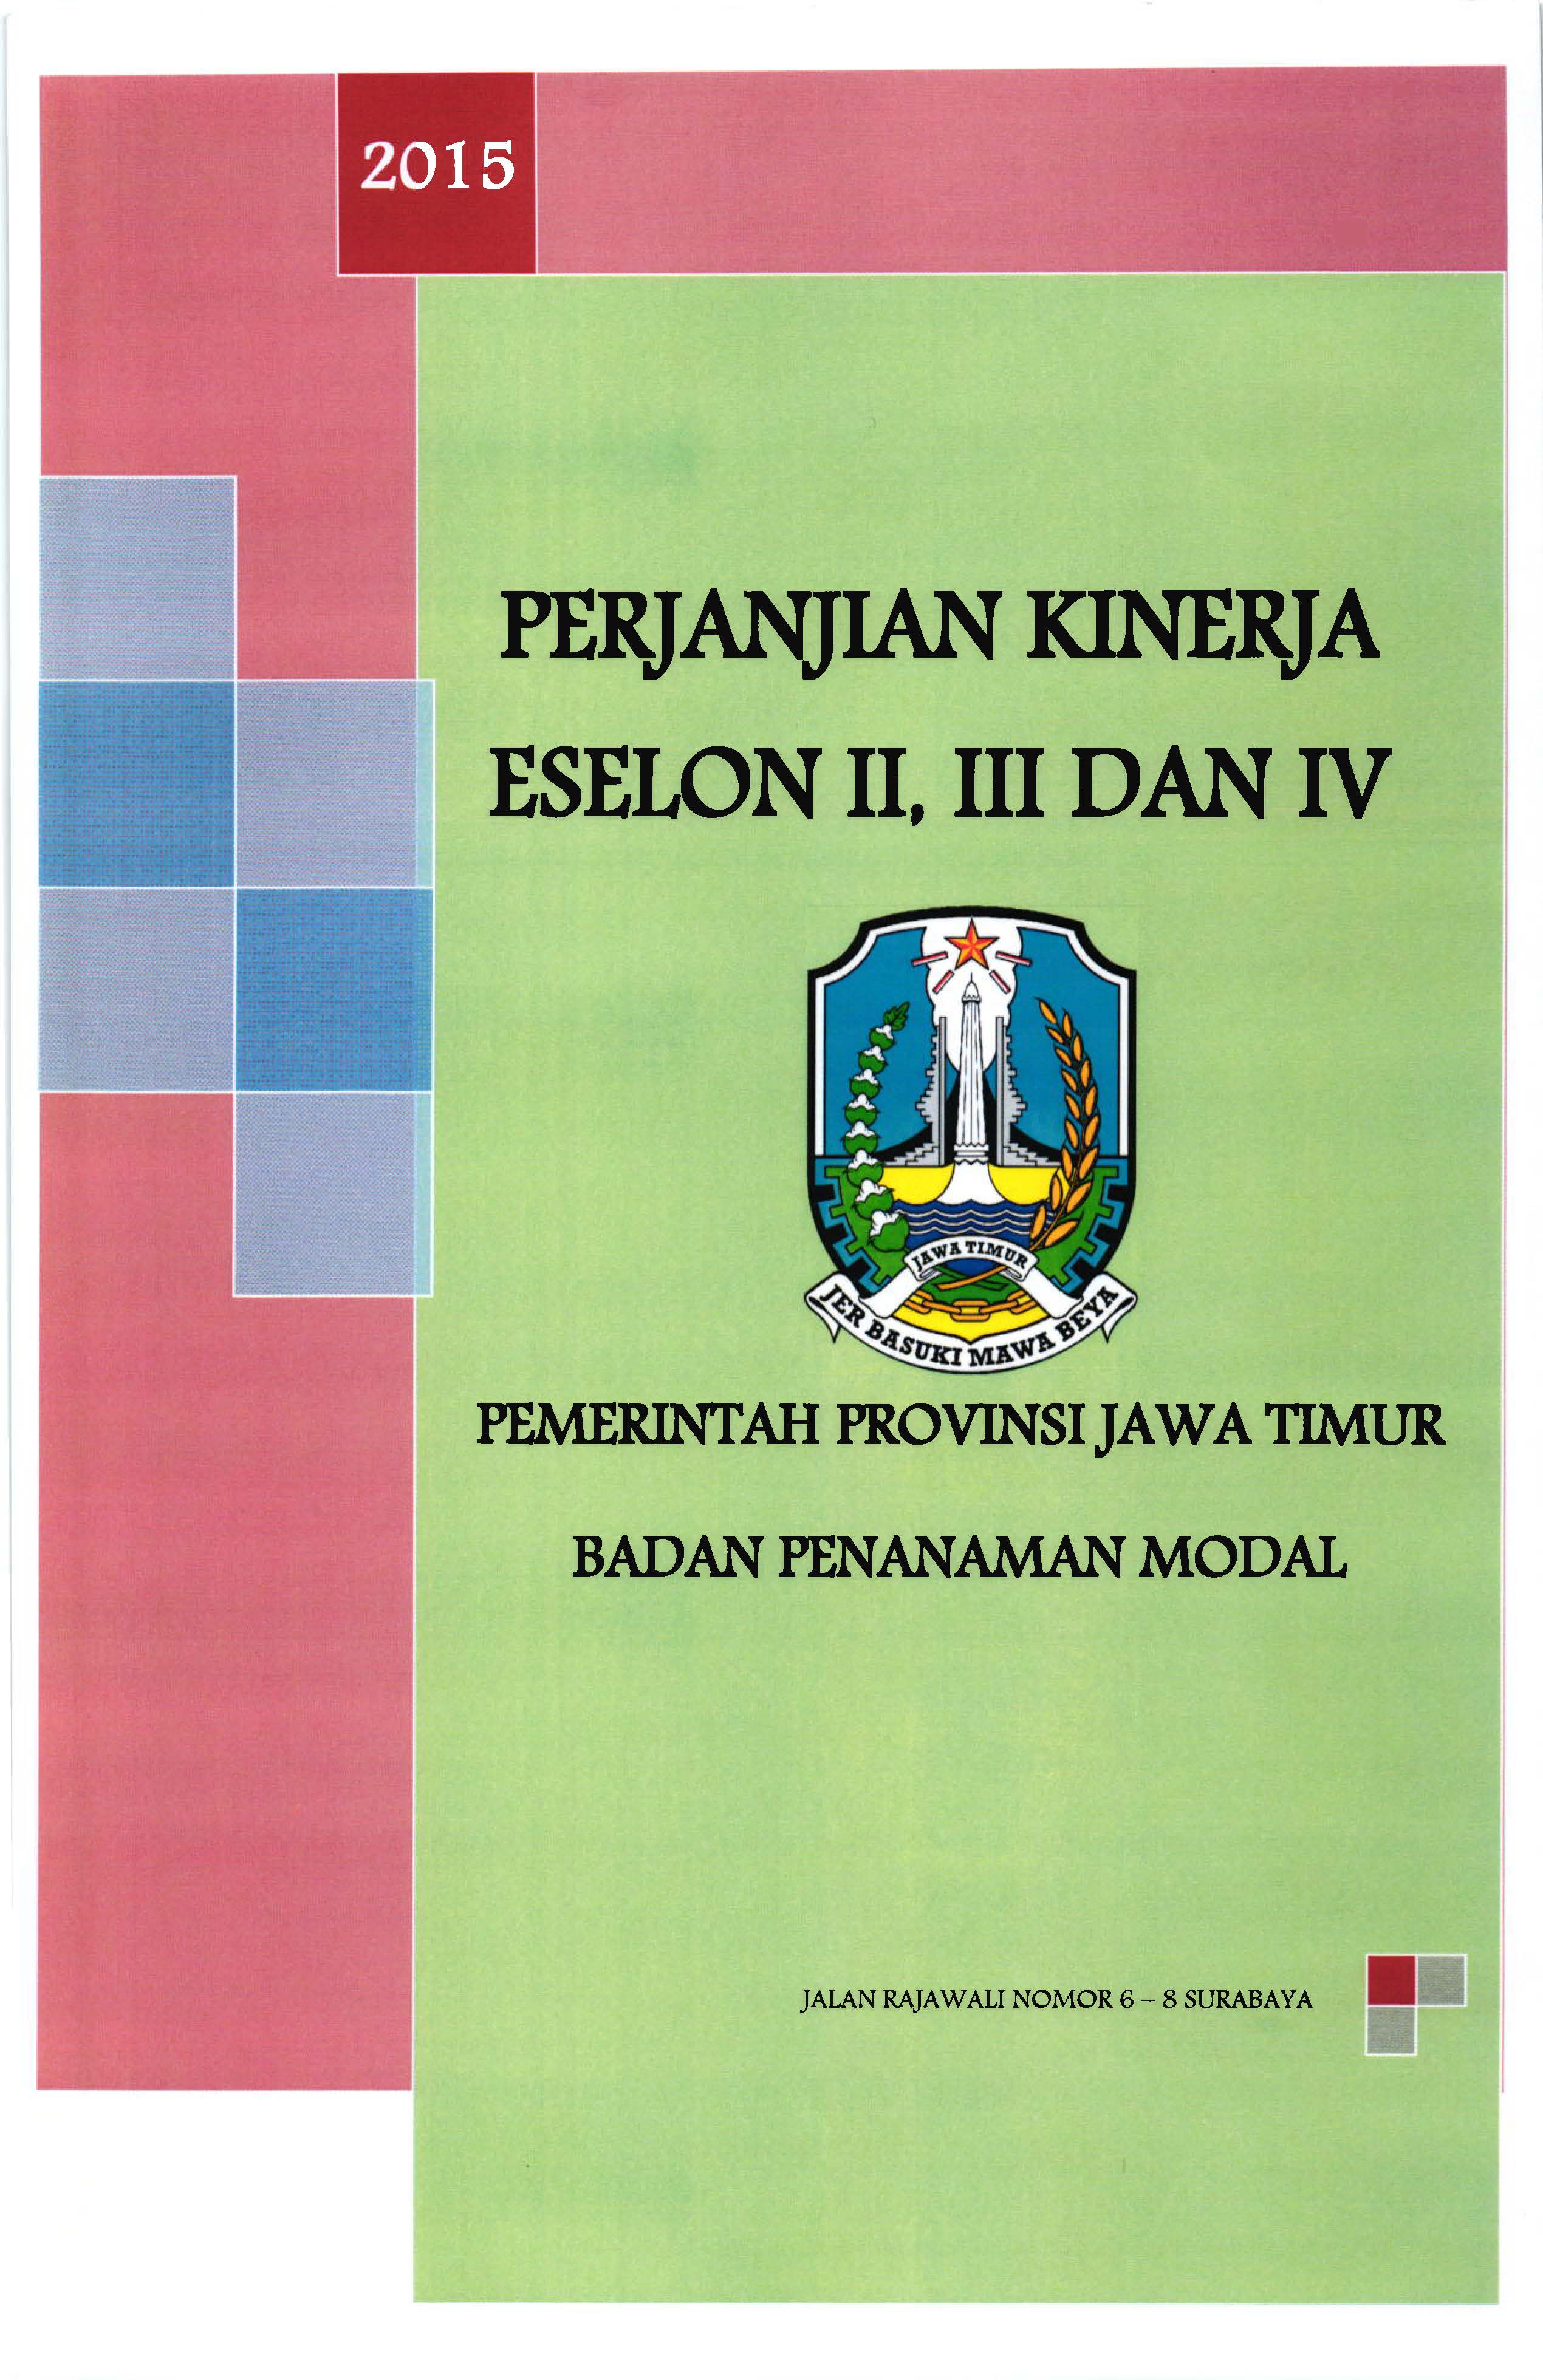 2015
PERJANJIAN KINERJA
ESELON II, III DAN IV
JAWA TIMUR
JER BASUKI MAWA BEYA
PEMERINTAH PROVINSI JAWA TIMUR
BADAN PENANAMAN MODAL
JALAN RAJAWALI NOMOR 6 – 8 SURABAYA